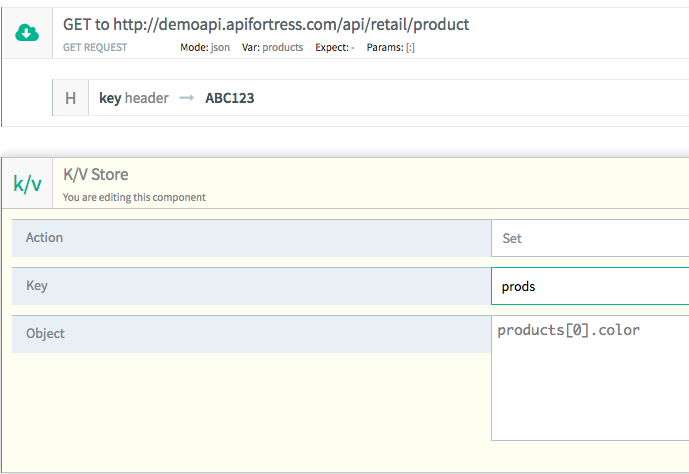 GET to http://demoapi.apifortress.com/api/retail/product
GET REQUEST Mode: json Var: products Expect: - Params: [:]
H key header → ABC123
k/v K/V Store
You are editing this component
Action Set
Key prods
Object products[0].color